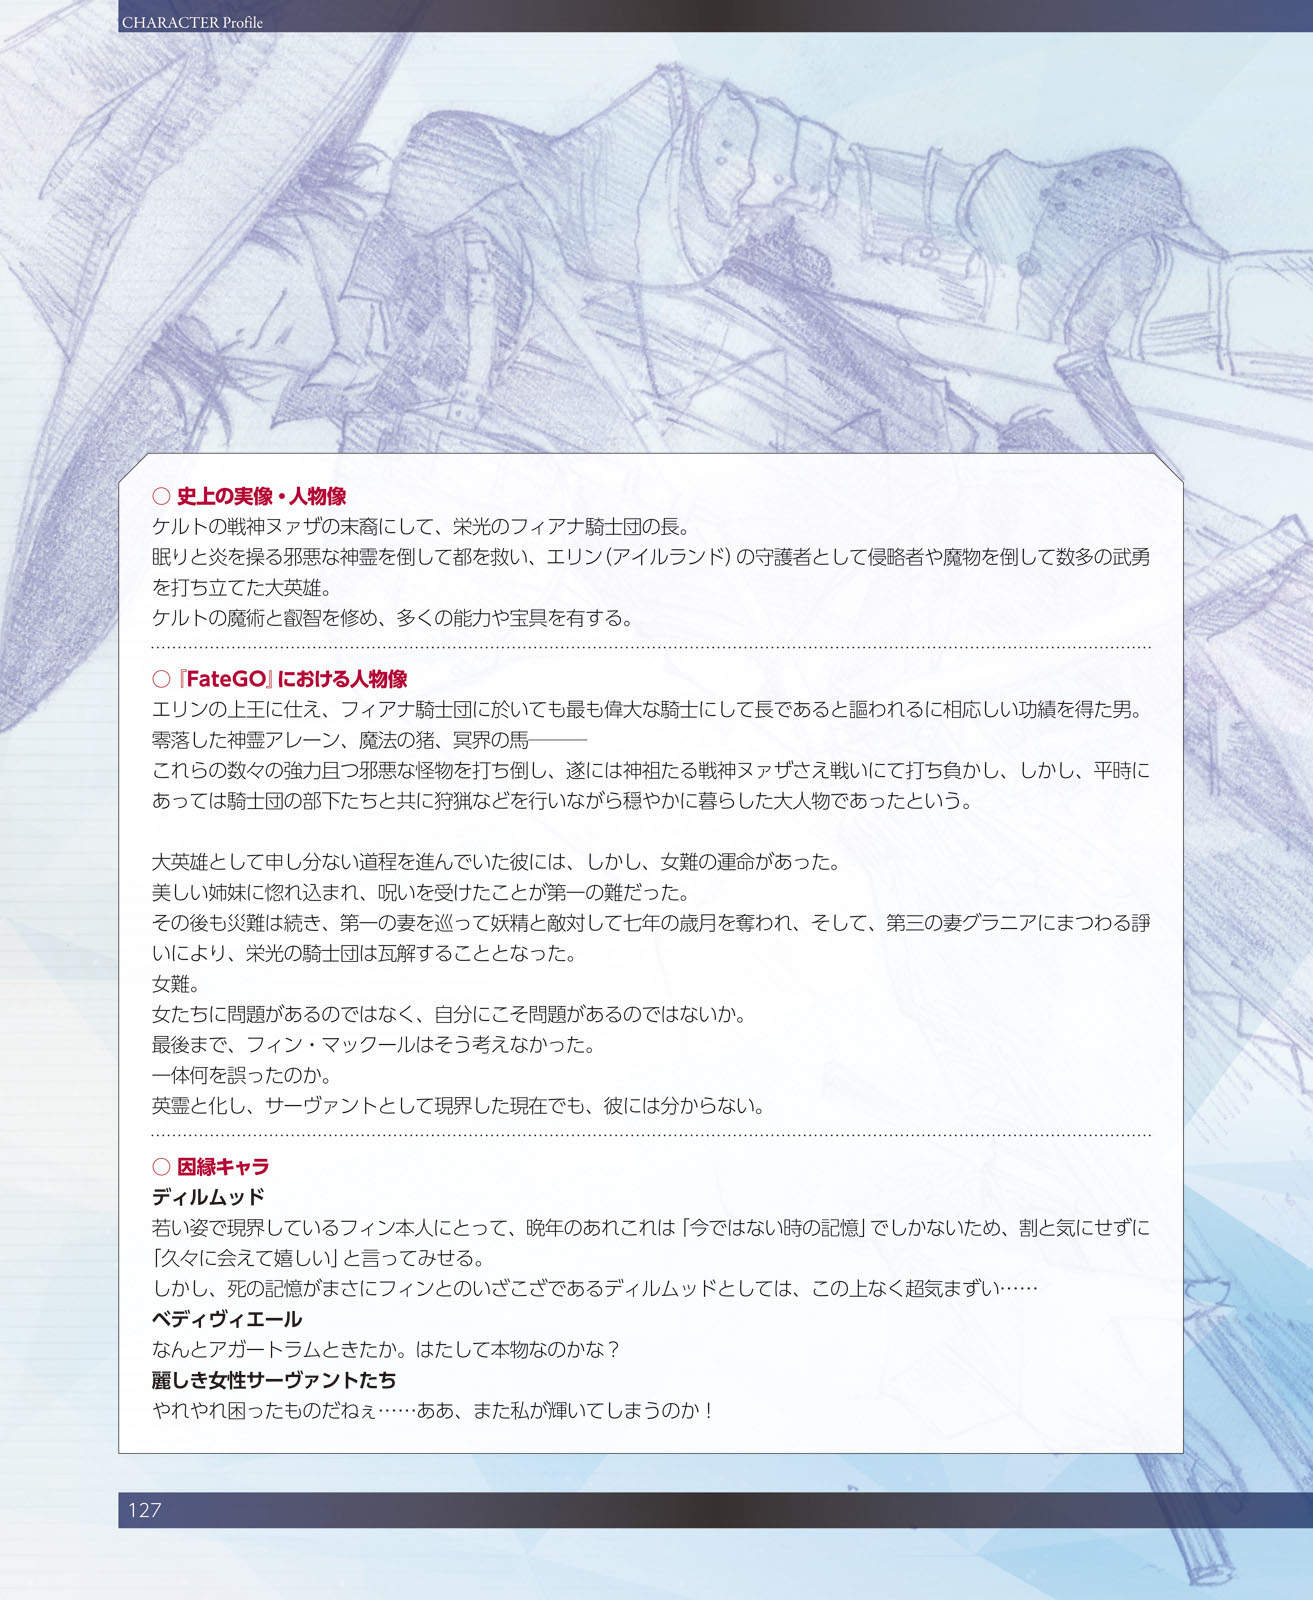 CHARACTER Profile
○ 史上の実像・人物像
ケルトの戦神ヌァザの末裔にして、栄光のフィアナ騎士団の長。
眠りと炎を操る邪悪な神霊を倒して都を救い、エリン（アイルランド）の守護者として侵略者や魔物を倒して数多の武勇
を打ち立てた大英雄。
ケルトの魔術と叡智を修め、多くの能力や宝具を有する。
○『FateGO』における人物像
エリンの上王に仕え、フィアナ騎士団に於いても最も偉大な騎士にして長であると謳われるに相応しい功績を得た男。
零落した神霊アレーン、魔法の猪、冥界の馬―――
これらの数々の強力且つ邪悪な怪物を打ち倒し、遂には神祖たる戦神ヌァザさえ戦いにて打ち負かし、しかし、平時に
あっては騎士団の部下たちと共に狩猟などを行いながら穏やかに暮らした大人物であったという。
大英雄として申し分ない道程を進んでいた彼には、しかし、女難の運命があった。
美しい姉妹に惚れ込まれ、呪いを受けたことが第一の難だった。
その後も災難は続き、第一の妻を巡って妖精と敵対して七年の歳月を奪われ、そして、第三の妻グラニアにまつわる諍
いにより、栄光の騎士団は瓦解することとなった。
女難。
女たちに問題があるのではなく、自分にこそ問題があるのではないか。
最後まで、フィン・マックールはそう考えなかった。
一体何を誤ったのか。
英霊と化し、サーヴァントとして現界した現在でも、彼には分からない。
○ 因縁キャラ
ディルムッド
若い姿で現界しているフィン本人にとって、晩年のあれこれは「今ではない時の記憶」でしかないため、割と気にせずに
「久々に会えて嬉しい」と言ってみせる。
しかし、死の記憶がまさにフィンとのいざこざであるディルムッドとしては、この上なく超気まずい……
ベディヴィエール
なんとアガートラムときたか。はたして本物なのかな？
麗しき女性サーヴァントたち
やれやれ困ったものだねぇ……ああ、また私が輝いてしまうのか！
127